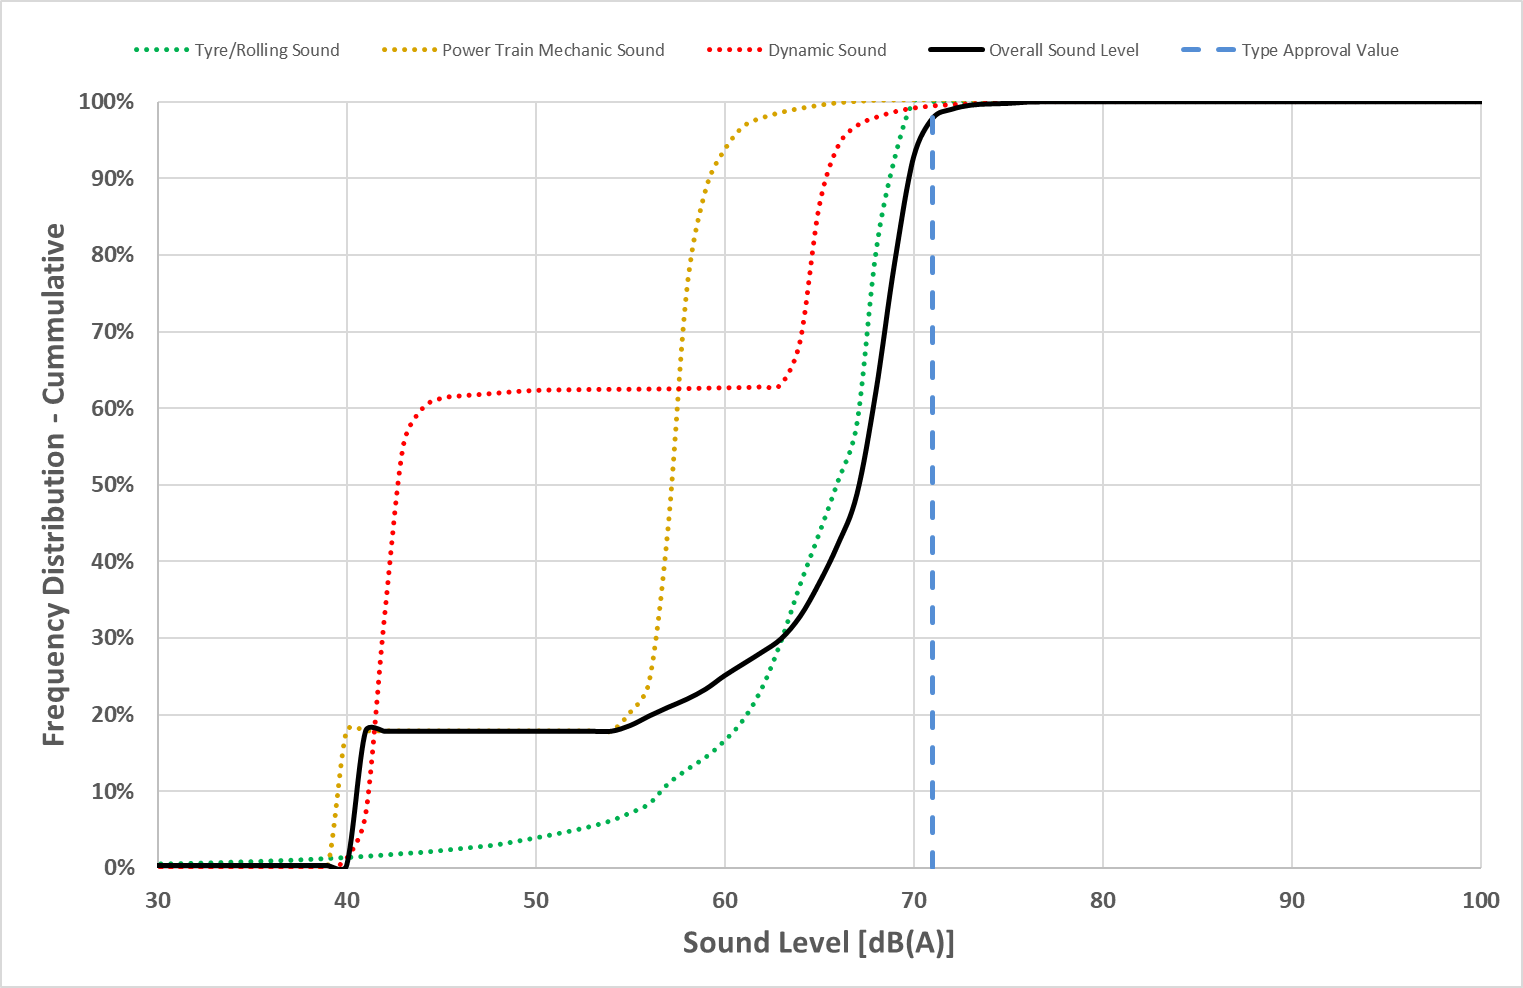 Tyre/Rolling Sound Power Train Mechanic Sound Dynamic Sound Overall Sound Level Type Approval Value
100%
90%
80%
70%
60%
50%
40%
30%
20%
10%
0%
Frequency Distribution - Cummulative
30 40 50 60 70 80 90 100
Sound Level [dB(A)]